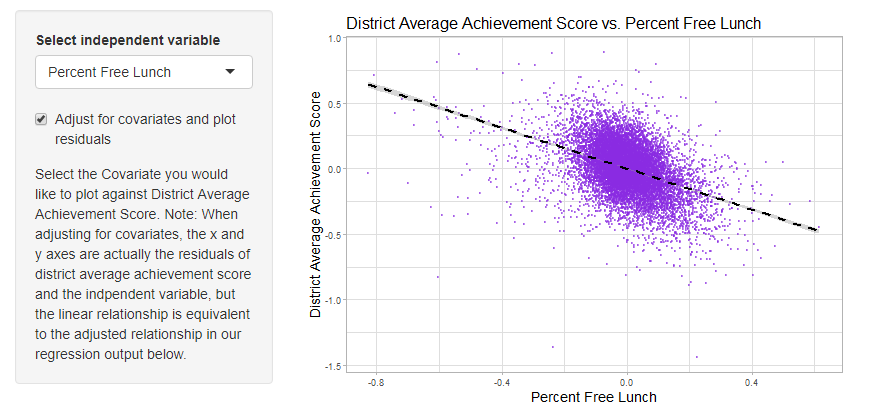 Select independent variable
Percent Free Lunch
Adjust for covariates and plot
residuals
Select the Covariate you would
like to plot against District Average
Achievement Score. Note: When
adjusting for covariates, the x and
y axes are actually the residuals of
district average achievement score
and the indpendent variable, but
the linear relationship is equivalent
to the adjusted relationship in our
regression output below.
District Average Achievement Score vs. Percent Free Lunch
District Average Achievement Score
1.0
0.5
0.0
-0.5
-1.0
-1.5
-0.8
-0.4
0.0
0.4
Percent Free Lunch